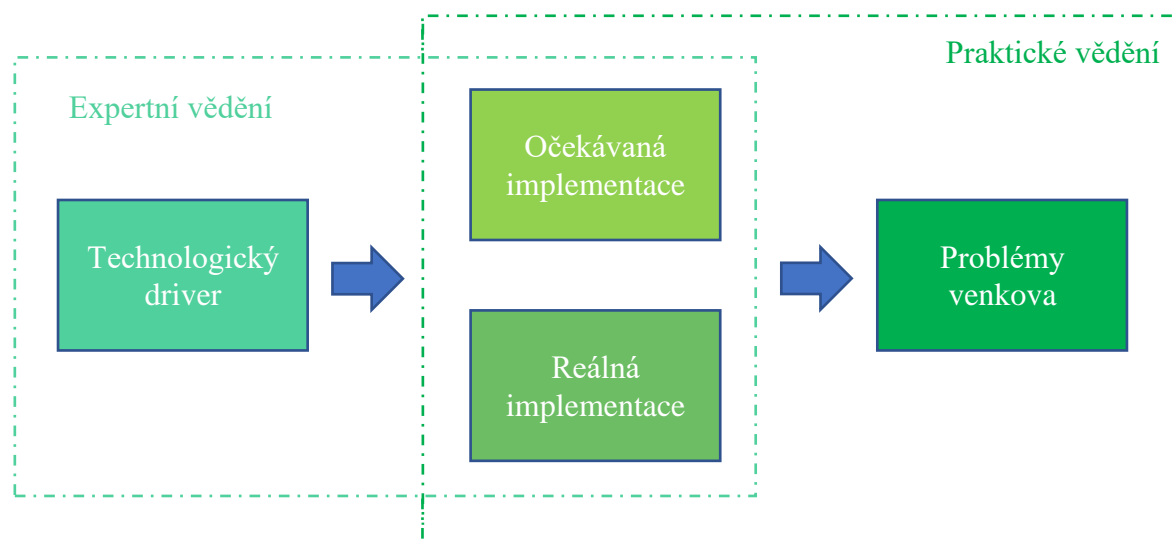 Praktické vědění
Expertní vědění
Očekávaná
implementace
Technologický
driver
Problémy
venkova
Reálná
implementace